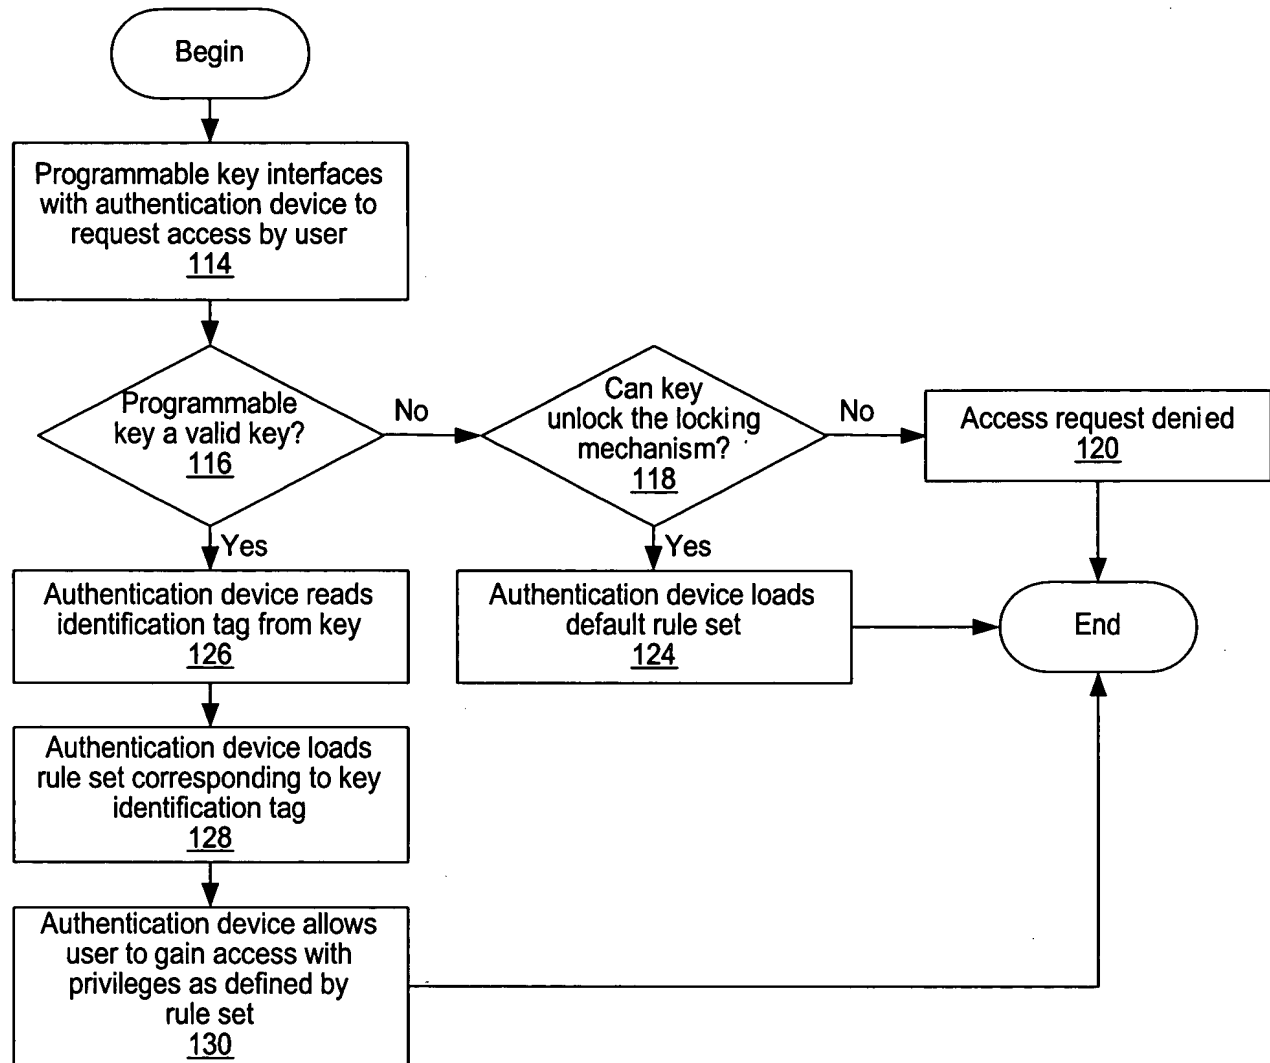 Begin
Programmable key interfaces
with authentication device to
request access by user
114
Programmable
key a valid key?
116
No
Can key
unlock the locking
mechanism?
118
No
Access request denied
120
Yes
Authentication device reads
identification tag from key
126
Yes
Authentication device loads
default rule set
124
End
Authentication device loads
rule set corresponding to key
identification tag
128
Authentication device allows
user to gain access with
privileges as defined by
rule set
130